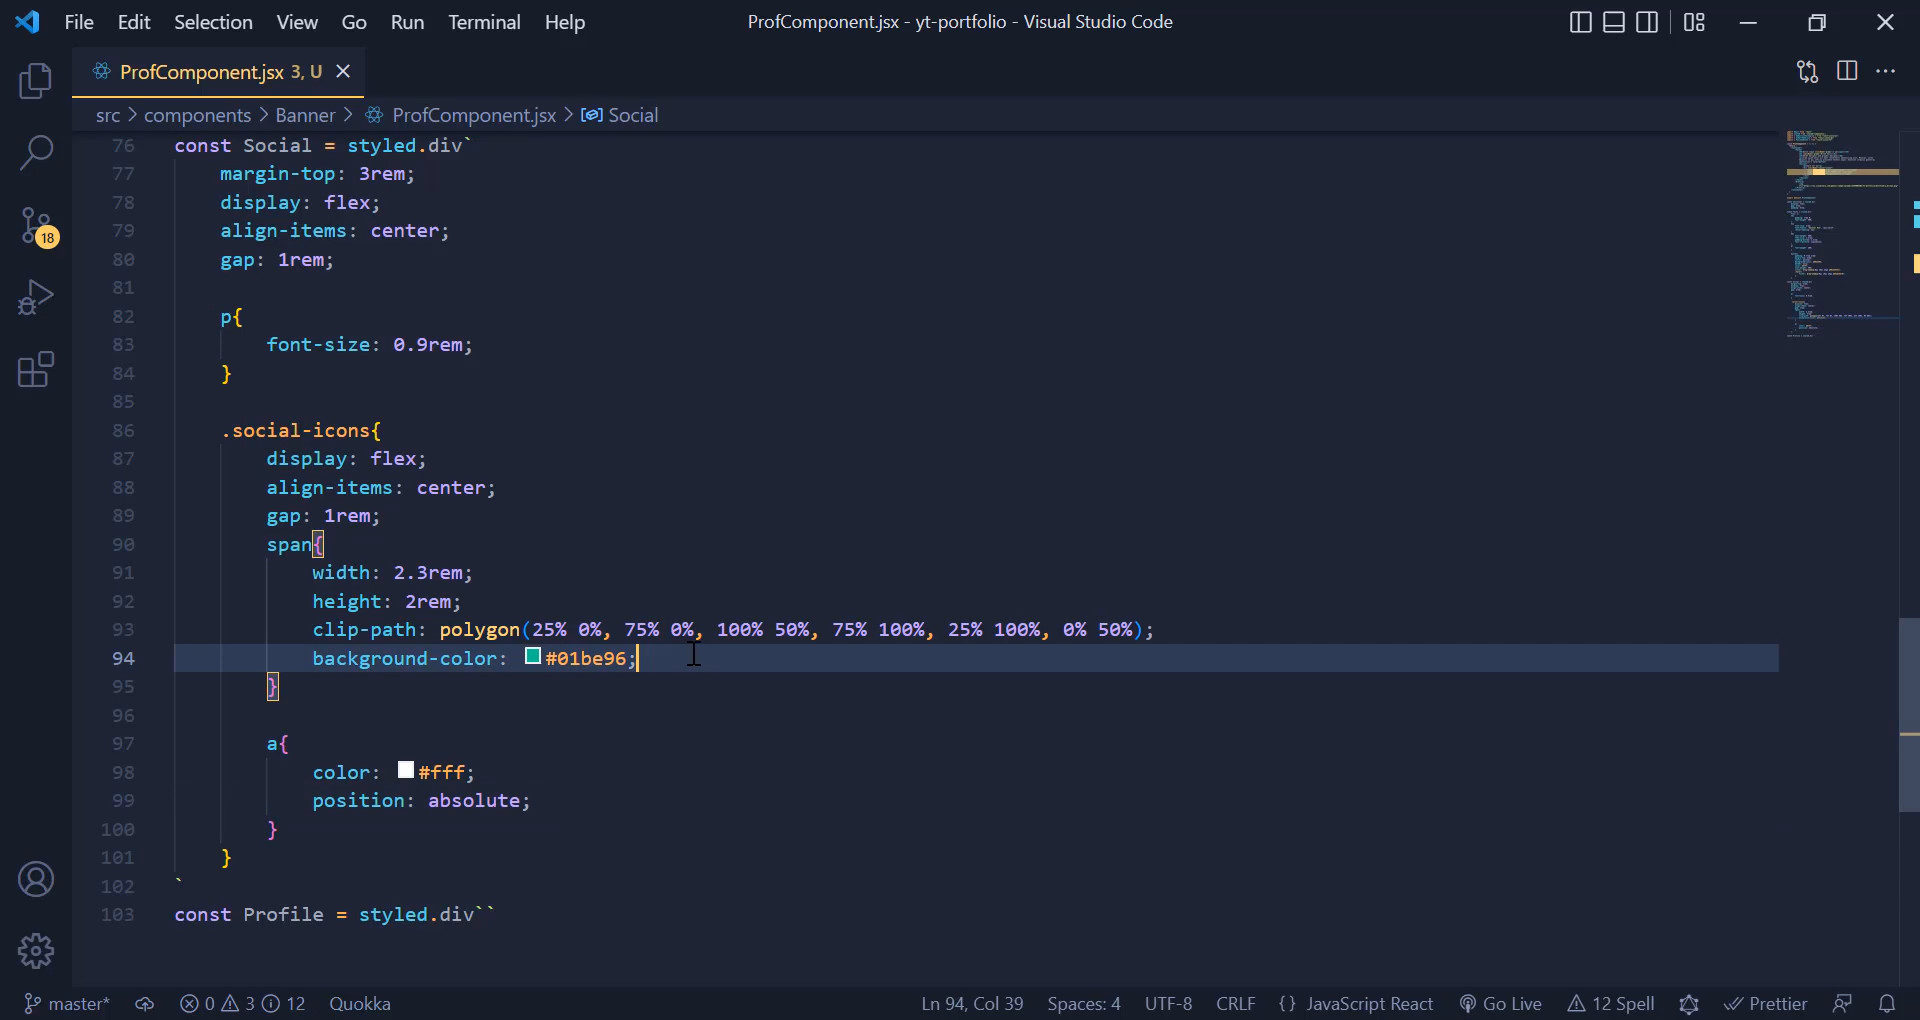 File Edit Selection View Go Run Terminal Help
ProfComponent.jsx - yt-portfolio - Visual Studio Code
ProfComponent.jsx 3, U
src > components > Banner > ProfComponent.jsx > Social
18
76 const Social = styled.div`
77 margin-top: 3rem;
78 display: flex;
79 align-items: center;
80 gap: 1rem;
81
82 p{
83 font-size: 0.9rem;
84 }
85
86 .social-icons{
87 display: flex;
88 align-items: center;
89 gap: 1rem;
90 span{
91 width: 2.3rem;
92 height: 2rem;
93 clip-path: polygon(25% 0%, 75% 0%, 100% 50%, 75% 100%, 25% 100%, 0% 50%);
94 background-color: #01be96;
95 }
96
97 a{
98 color: #fff;
99 position: absolute;
100 }
101 }
102 `
103 const Profile = styled.div``
master* 0 3 12 Quokka Ln 94, Col 39 Spaces: 4 UTF-8 CRLF {} JavaScript React Go Live 12 Spell Prettier